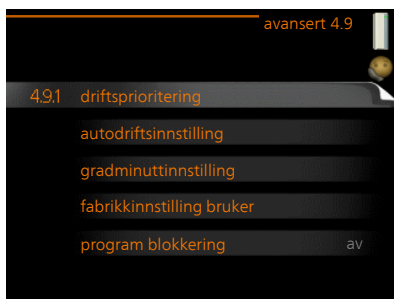 avansert 4.9
4.9.1 driftsprioritering
autodriftsinnstilling
gradminuttinnstilling
fabrikkinnstilling bruker
program blokkering av